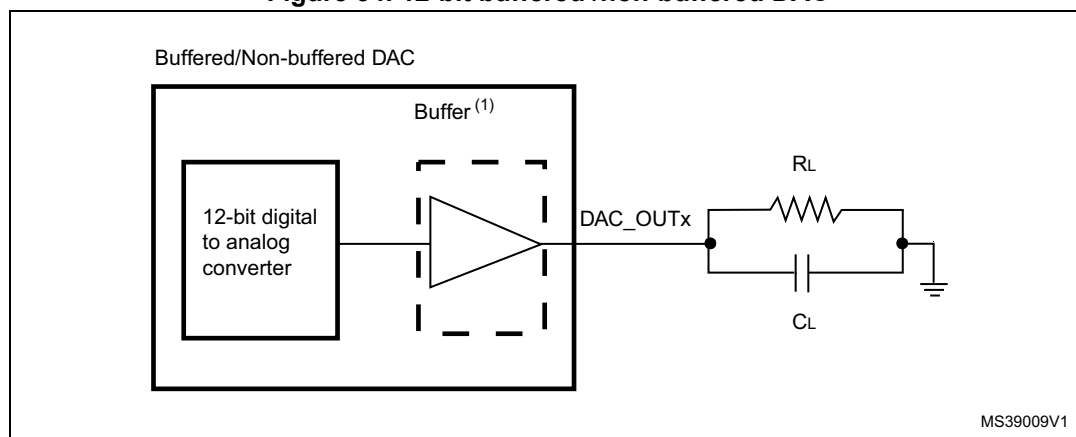 Buffered/Non-buffered DAC
Buffer (1)
12-bit digital
to analog
converter
DAC_OUTx
RL
CL
MS39009V1